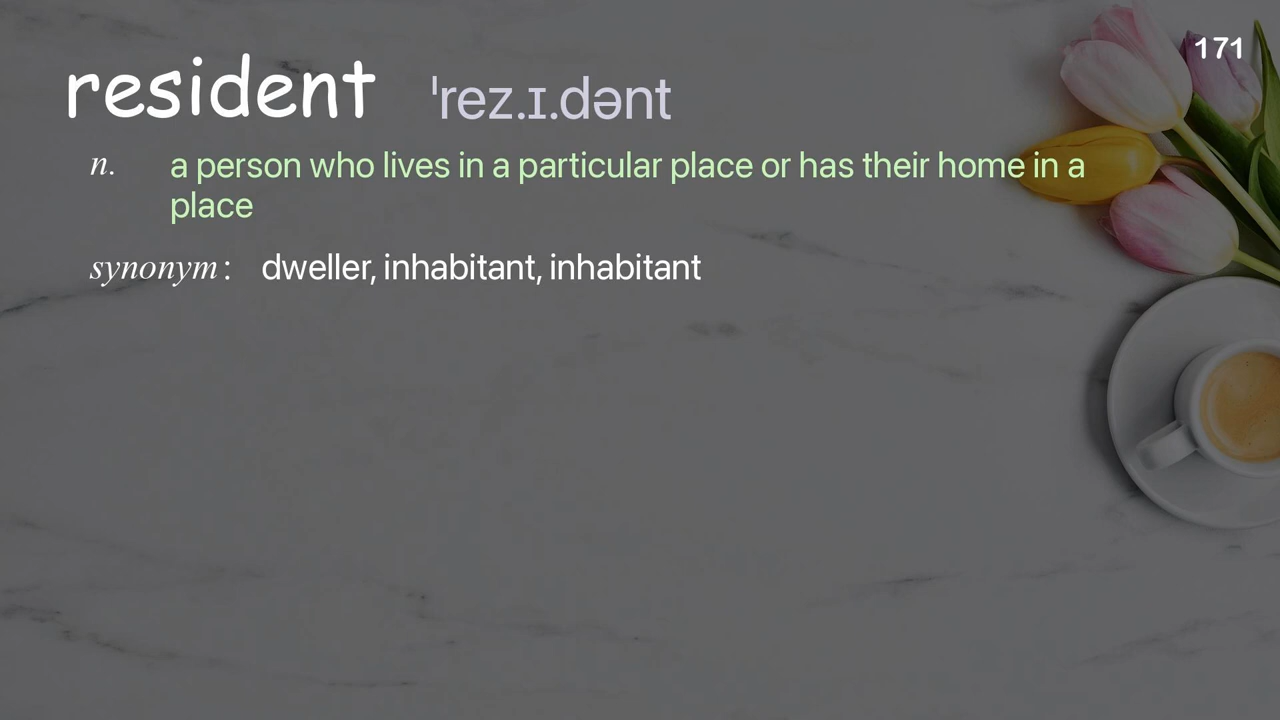 171
resident ˈrez.ɪ.dənt
n. a person who lives in a particular place or has their home in a
place
synonym: dweller, inhabitant, inhabitant